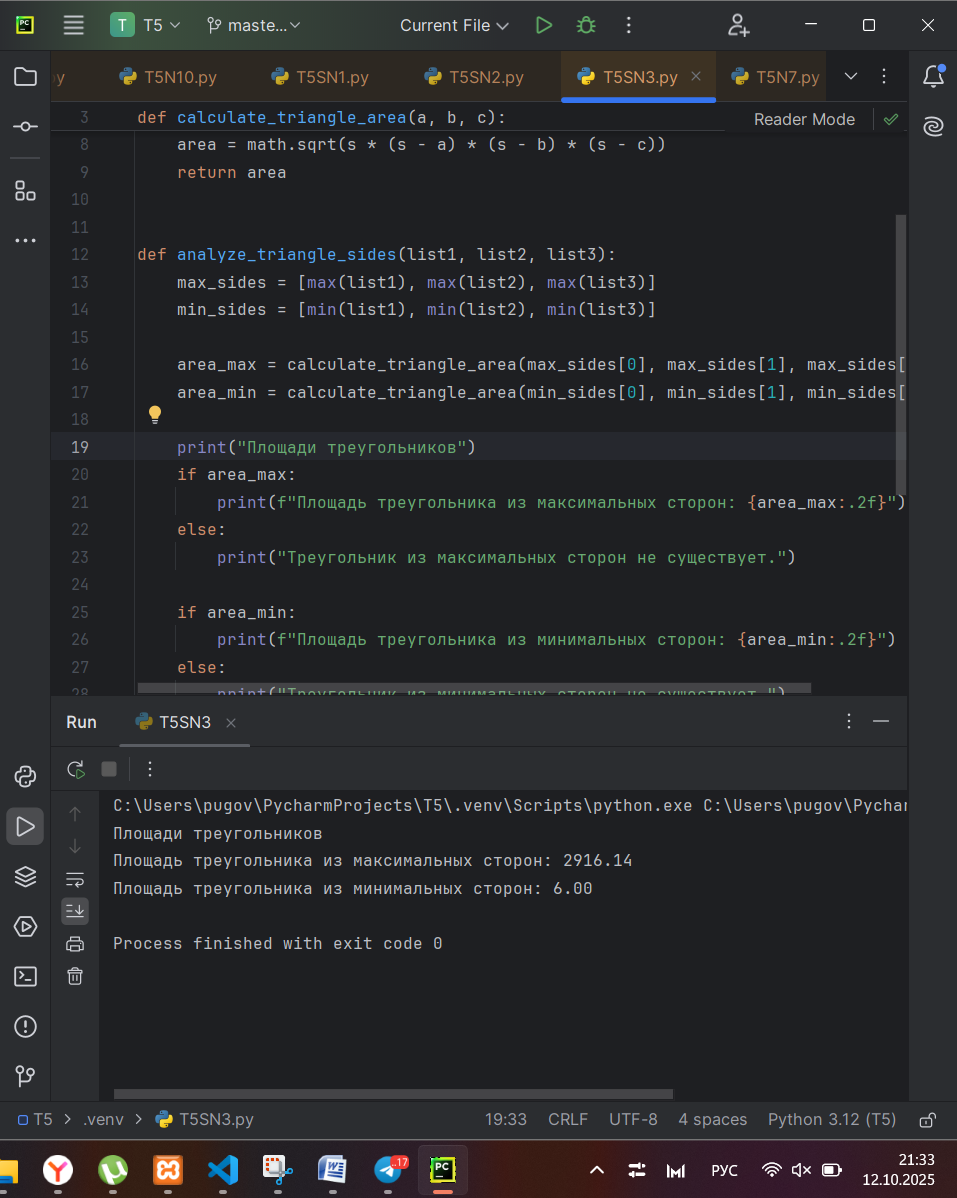 PC T T5 maste... Current File
py T5N10.py T5SN1.py T5SN2.py T5SN3.py T5N7.py
3 def calculate_triangle_area(a, b, c): Reader Mode
8 area = math.sqrt(s * (s - a) * (s - b) * (s - c))
9 return area
10
11
12 def analyze_triangle_sides(list1, list2, list3):
13 max_sides = [max(list1), max(list2), max(list3)]
14 min_sides = [min(list1), min(list2), min(list3)]
15
16 area_max = calculate_triangle_area(max_sides[0], max_sides[1], max_sides[
17 area_min = calculate_triangle_area(min_sides[0], min_sides[1], min_sides[
18
19 print("Площади треугольников")
20 if area_max:
21 print(f"Площадь треугольника из максимальных сторон: {area_max:.2f}")
22 else:
23 print("Треугольник из максимальных сторон не существует.")
24
25 if area_min:
26 print(f"Площадь треугольника из минимальных сторон: {area_min:.2f}")
27 else:
28 print("Треугольник из минимальных сторон не существует.")
Run T5SN3
C:\Users\pugov\PycharmProjects\T5\.venv\Scripts\python.exe C:\Users\pugov\Pychar
Площади треугольников
Площадь треугольника из максимальных сторон: 2916.14
Площадь треугольника из минимальных сторон: 6.00
Process finished with exit code 0
T5 > .venv > T5SN3.py 19:33 CRLF UTF-8 4 spaces Python 3.12 (T5)
..17 PC РУС 21:33
12.10.2025